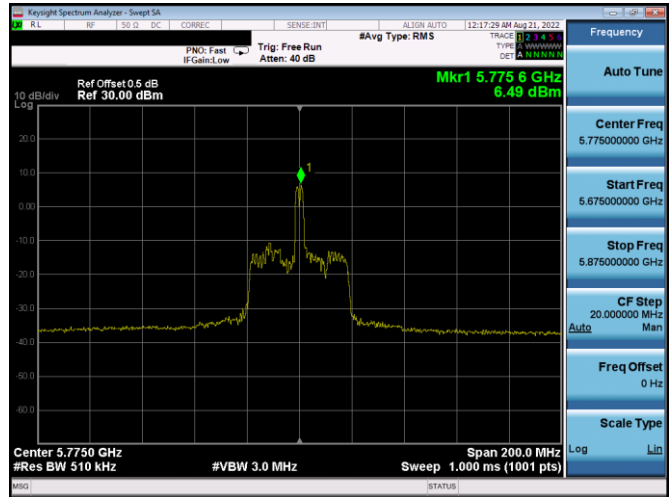 Keysight Spectrum Analyzer - Swept SA
RL RF 50 Ω DC CORREC SENSE:INT ALIGN AUTO 12:17:29 AM Aug 21, 2022
#Avg Type: RMS
TRACE 1 2 3 4 5 6
PNO: Fast Trig: Free Run TYPE A WWWWW
IFGain:Low Atten: 40 dB DET A N N N N N
Frequency
Mkr1 5.775 6 GHz
6.49 dBm
Ref Offset 0.5 dB
10 dB/div Ref 30.00 dBm
Log
20.0
10.0
0.00
-10.0
-20.0
-30.0
-40.0
-50.0
-60.0
1
Center 5.7750 GHz Span 200.0 MHz
#Res BW 510 kHz #VBW 3.0 MHz Sweep 1.000 ms (1001 pts)
Auto Tune
Center Freq
5.775000000 GHz
Start Freq
5.675000000 GHz
Stop Freq
5.875000000 GHz
CF Step
20.000000 MHz
Auto Man
Freq Offset
0 Hz
Scale Type
Log Lin
MSG STATUS